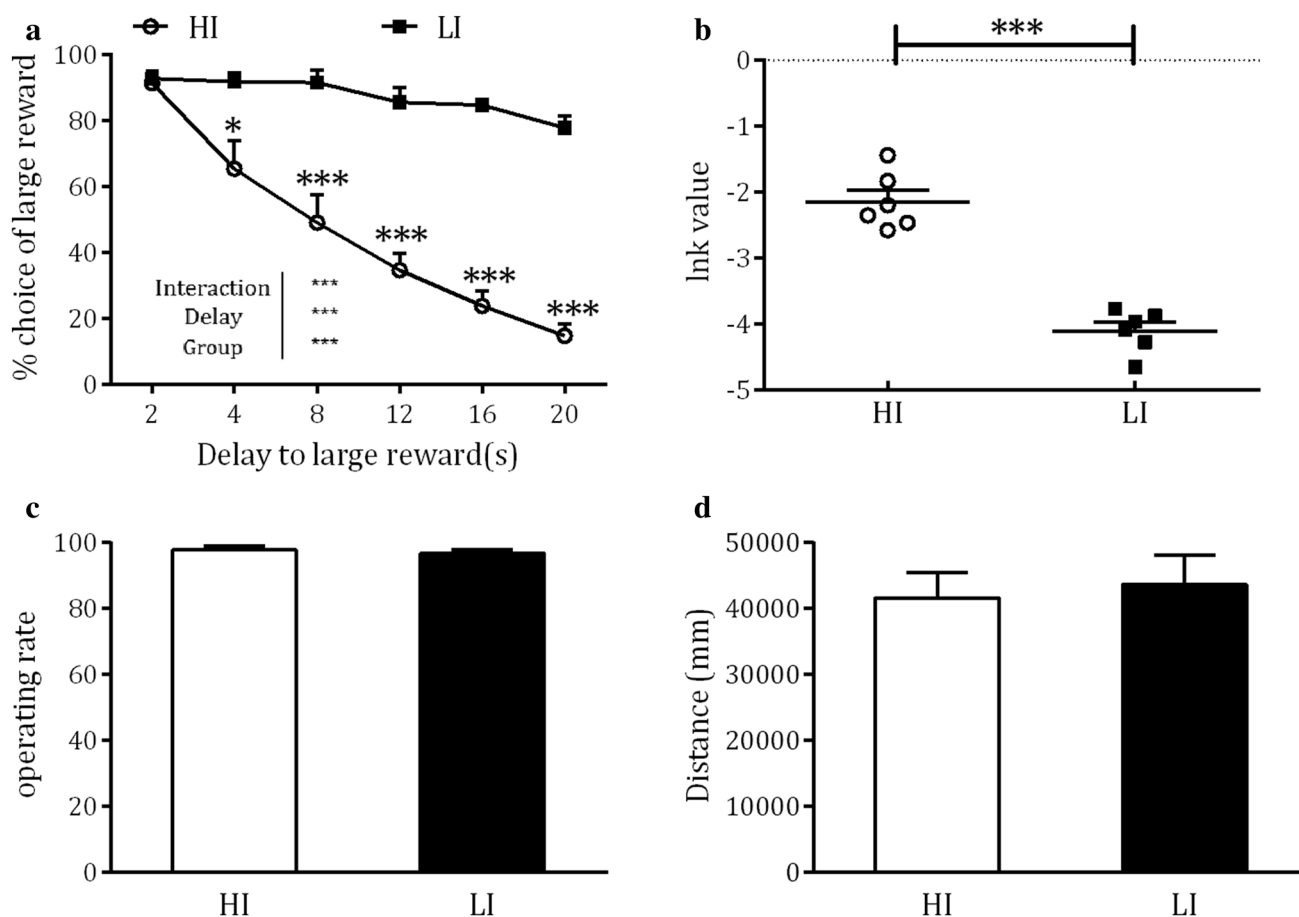 a
HI
LI
% choice of large reward
100
80
60
40
20
0
*
***
***
***
***
Interaction ***
Delay ***
Group ***
2 4 8 12 16 20
Delay to large reward(s)
b
***
lnk value
0
-1
-2
-3
-4
-5
HI LI
c
operating rate
100
80
60
40
20
0
HI LI
d
Distance (mm)
50000
40000
30000
20000
10000
0
HI LI